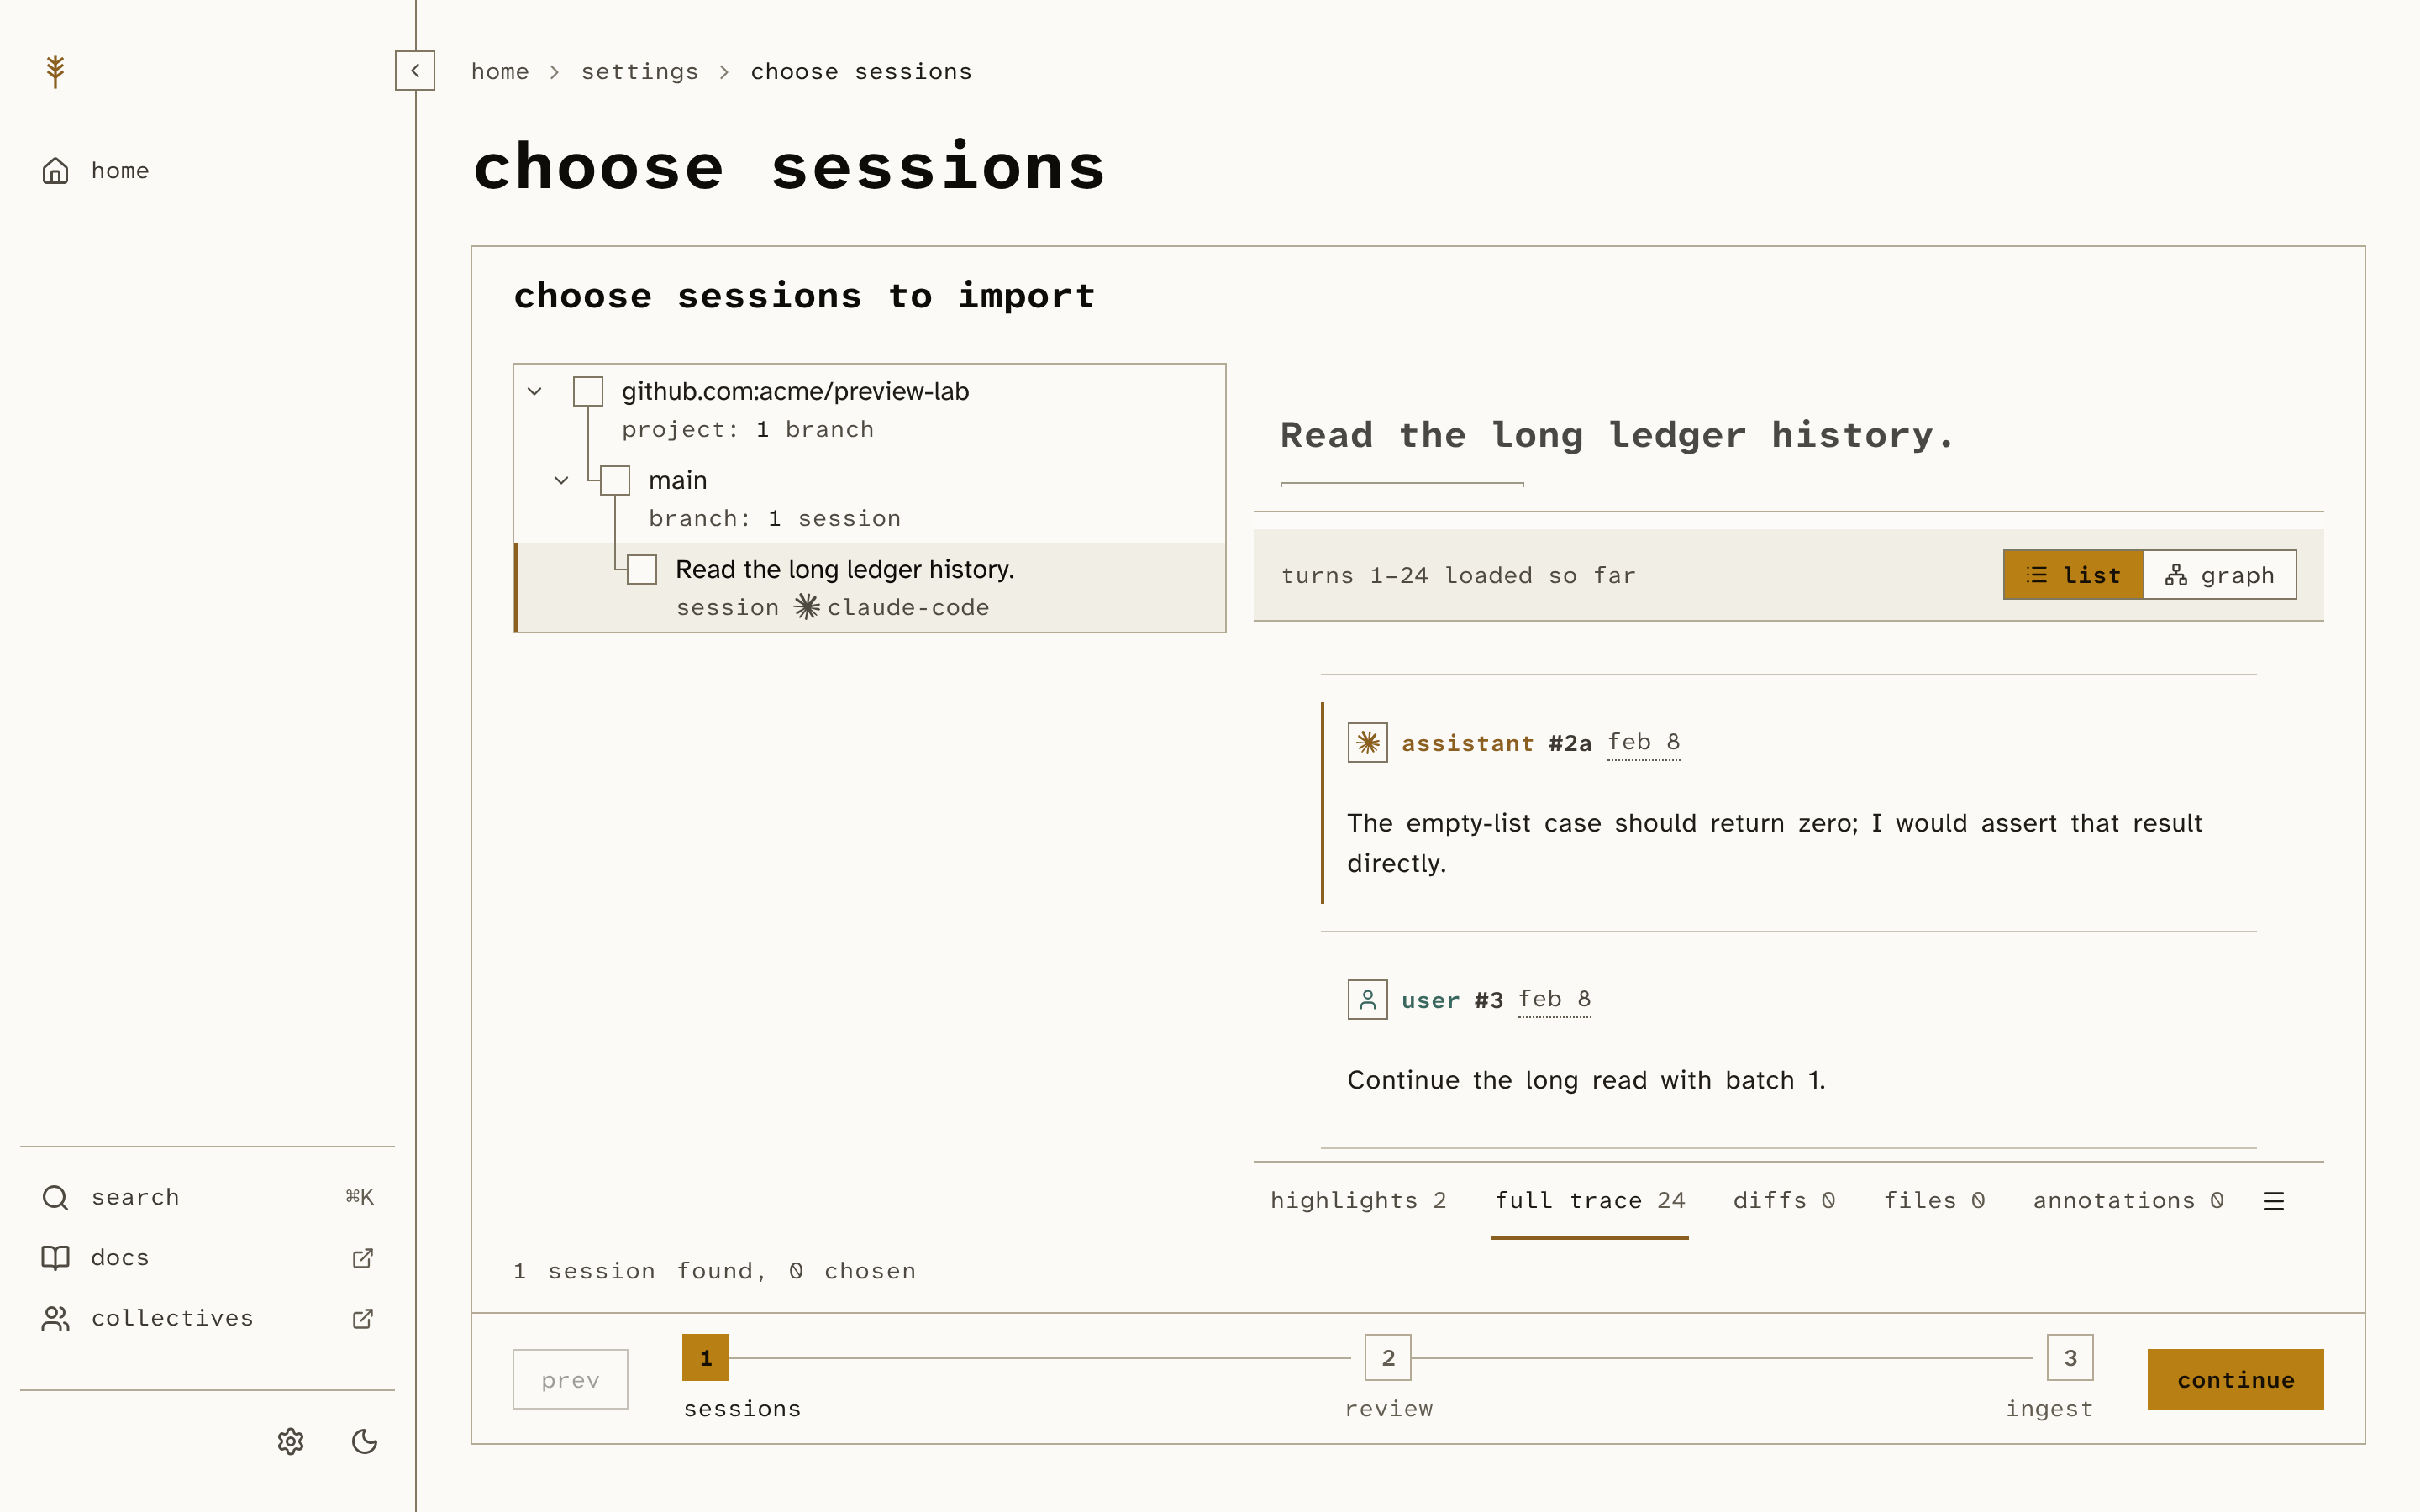 home > settings > choose sessions
home
choose sessions
choose sessions to import
github.com:acme/preview-lab
project: 1 branch
main
branch: 1 session
Read the long ledger history.
session claude-code
Read the long ledger history.
turns 1–24 loaded so far
list
graph
assistant #2a feb 8
The empty-list case should return zero; I would assert that result
directly.
user #3 feb 8
Continue the long read with batch 1.
highlights 2
full trace 24
diffs 0
files 0
annotations 0
1 session found, 0 chosen
search ⌘K
docs
collectives
prev
1
sessions
2
review
3
ingest
continue